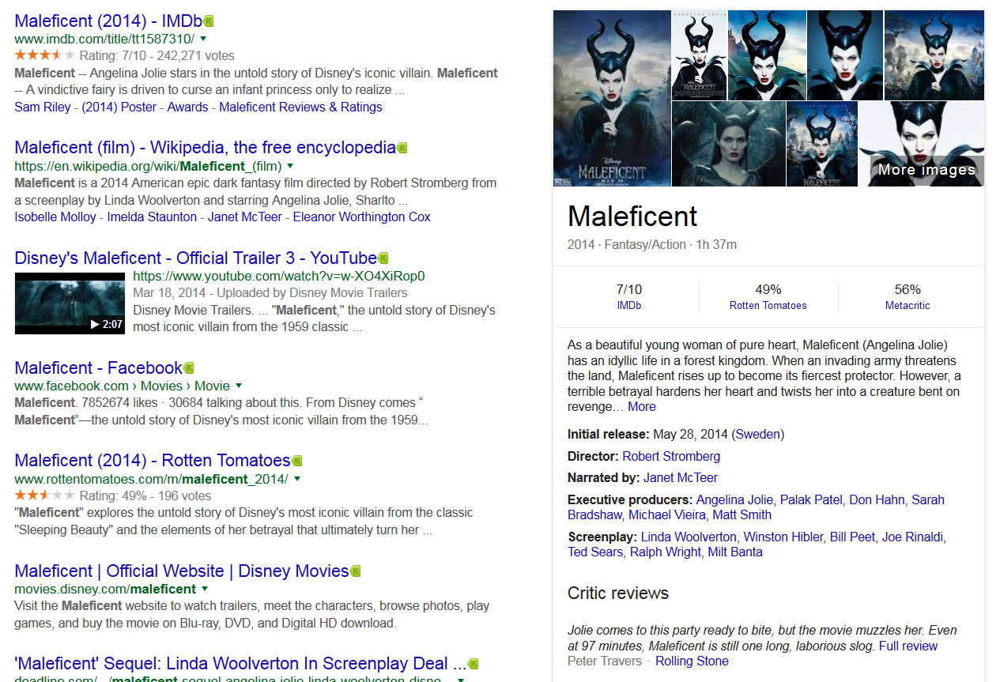 Maleficent (2014) - IMDb
www.imdb.com/title/tt1587310/
Rating: 7/10 - 242,271 votes
Maleficent -- Angelina Jolie stars in the untold story of Disney's iconic villain. Maleficent
-- A vindictive fairy is driven to curse an infant princess only to realize ...
Sam Riley - (2014) Poster - Awards - Maleficent Reviews & Ratings
Maleficent (film) - Wikipedia, the free encyclopedia
https://en.wikipedia.org/wiki/Maleficent_(film)
Maleficent is a 2014 American epic dark fantasy film directed by Robert Stromberg from
a screenplay by Linda Woolverton and starring Angelina Jolie, Sharlto ...
Isobelle Molloy - Imelda Staunton - Janet McTeer - Eleanor Worthington Cox
Disney's Maleficent - Official Trailer 3 - YouTube
https://www.youtube.com/watch?v=w-XO4XiRop0
Mar 18, 2014 - Uploaded by Disney Movie Trailers
Disney Movie Trailers. ... "Maleficent," the untold story of Disney's
most iconic villain from the 1959 classic ...
2:07
Maleficent - Facebook
www.facebook.com › Movies › Movie
Maleficent. 7852674 likes · 30684 talking about this. From Disney comes “
Maleficent”—the untold story of Disney's most iconic villain from the 1959...
Maleficent (2014) - Rotten Tomatoes
www.rottentomatoes.com/m/maleficent_2014/
Rating: 49% - 196 votes
"Maleficent" explores the untold story of Disney's most iconic villain from the classic
"Sleeping Beauty" and the elements of her betrayal that ultimately turn her ...
Maleficent | Official Website | Disney Movies
movies.disney.com/maleficent
Visit the Maleficent website to watch trailers, meet the characters, browse photos, play
games, and buy the movie on Blu-ray, DVD, and Digital HD download.
'Maleficent' Sequel: Linda Woolverton In Screenplay Deal ...
deadline.com/.../maleficent-sequel-angelina-jolie-linda-woolverton-disne...
Disney
MALEFICENT
MAY 30
ANGELINA JOLIE
MALEFICENT
MALEFICENT
More images
Maleficent
2014 · Fantasy/Action · 1h 37m
7/10
IMDb
49%
Rotten Tomatoes
56%
Metacritic
As a beautiful young woman of pure heart, Maleficent (Angelina Jolie)
has an idyllic life in a forest kingdom. When an invading army threatens
the land, Maleficent rises up to become its fiercest protector. However, a
terrible betrayal hardens her heart and twists her into a creature bent on
revenge… More
Initial release: May 28, 2014 (Sweden)
Director: Robert Stromberg
Narrated by: Janet McTeer
Executive producers: Angelina Jolie, Palak Patel, Don Hahn, Sarah
Bradshaw, Michael Vieira, Matt Smith
Screenplay: Linda Woolverton, Winston Hibler, Bill Peet, Joe Rinaldi,
Ted Sears, Ralph Wright, Milt Banta
Critic reviews
Jolie comes to this party ready to bite, but the movie muzzles her. Even
at 97 minutes, Maleficent is still one long, laborious slog. Full review
Peter Travers · Rolling Stone